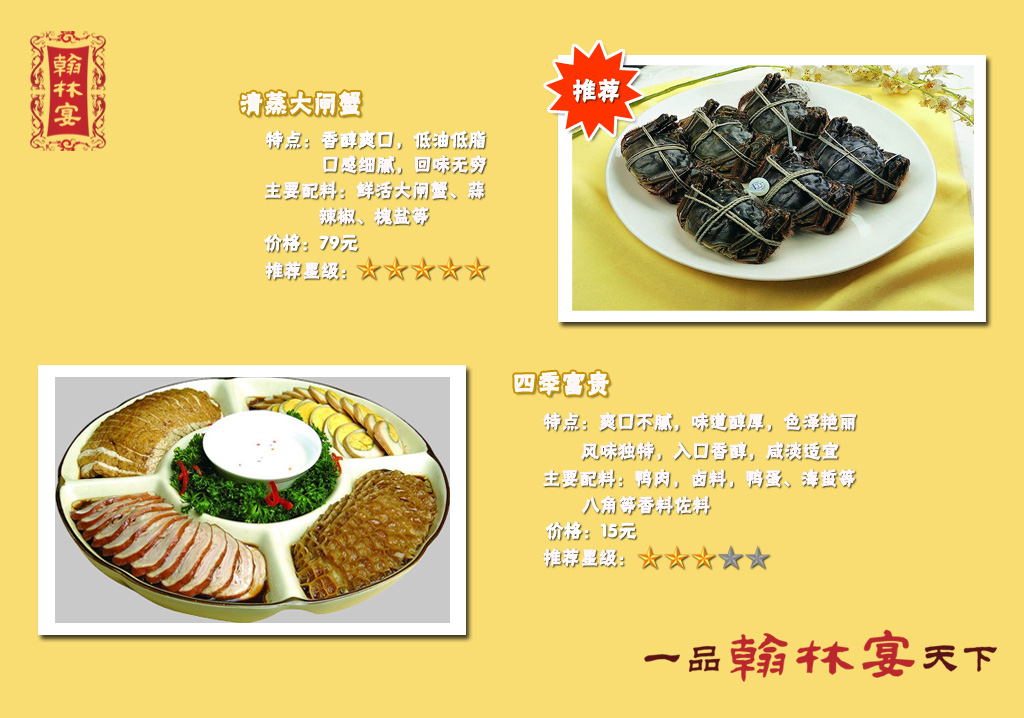 翰林宴
清蒸大闸蟹
特点：香醇爽口，低油低脂
口感细腻，回味无穷
主要配料：鲜活大闸蟹、蒜
辣椒、槐盐等
价格：79元
推荐星级：
推荐
四季富贵
特点：爽口不腻，味道醇厚，色泽艳丽
风味独特，入口香醇，咸淡适宜
主要配料：鸭肉，卤料，鸭蛋、海蜇等
八角等香料佐料
价格：15元
推荐星级：
一品翰林宴天下